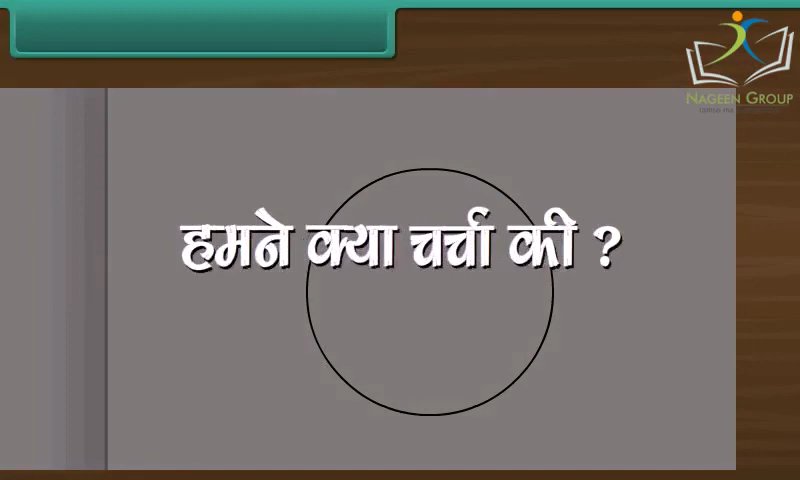 NAGEEN GROUP
हमने क्या चर्चा की ?